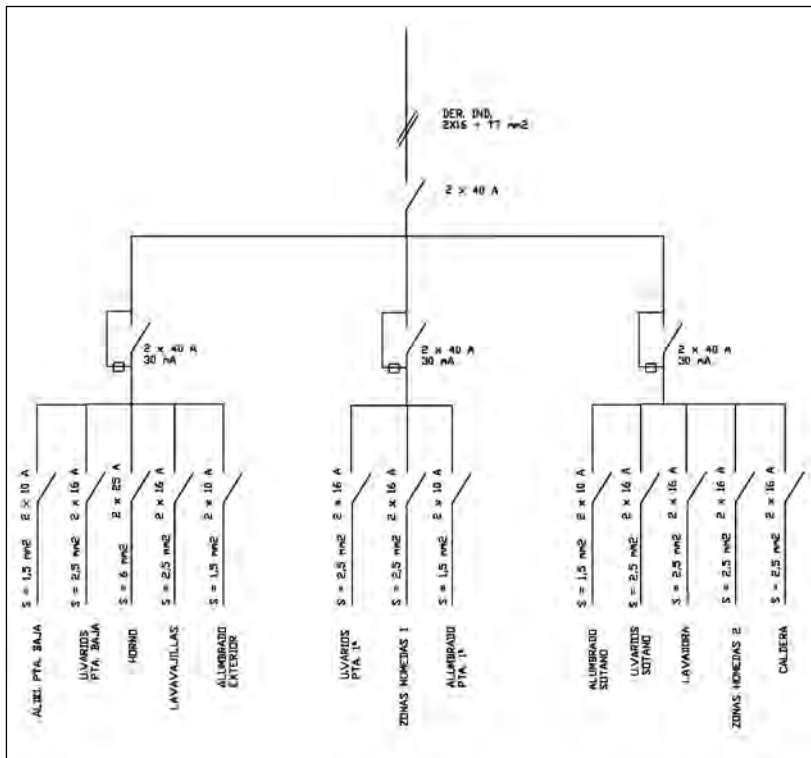 DER. IND.
2X16 + TT mm2
2 x 40 A
2 x 40 A
30 mA
2 x 40 A
30 mA
2 x 40 A
30 mA
2 x 10 A
2 x 16 A
2 x 25 A
2 x 16 A
2 x 10 A
2 x 16 A
2 x 16 A
2 x 10 A
2 x 10 A
2 x 16 A
2 x 16 A
2 x 16 A
2 x 16 A
S = 1,5 mm2
S = 2,5 mm2
S = 6 mm2
S = 2,5 mm2
S = 1,5 mm2
S = 2,5 mm2
S = 2,5 mm2
S = 1,5 mm2
S = 1,5 mm2
S = 2,5 mm2
S = 2,5 mm2
S = 2,5 mm2
S = 2,5 mm2
PTA. BAJA
U.VARIOS
PTA. BAJA
HORNO
LAVAVAJILLAS
ALUMBRADO
EXTERIOR
U.VARIOS
PTA. 1ª
ZONAS HUMEDAS 1
ALUMBRADO
PTA. 1ª
ALUMBRADO
SOTANO
U.VARIOS
SOTANO
LAVADORA
ZONAS HUMEDAS 2
CALDERA